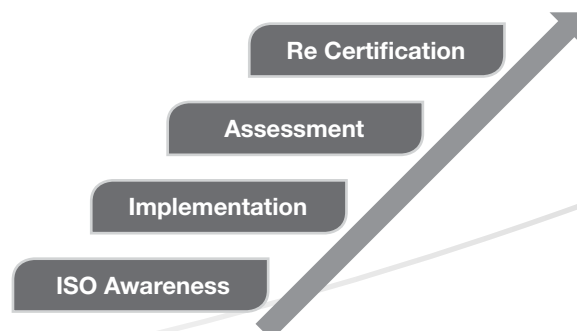 Re Certification
Assessment
Implementation
ISO Awareness